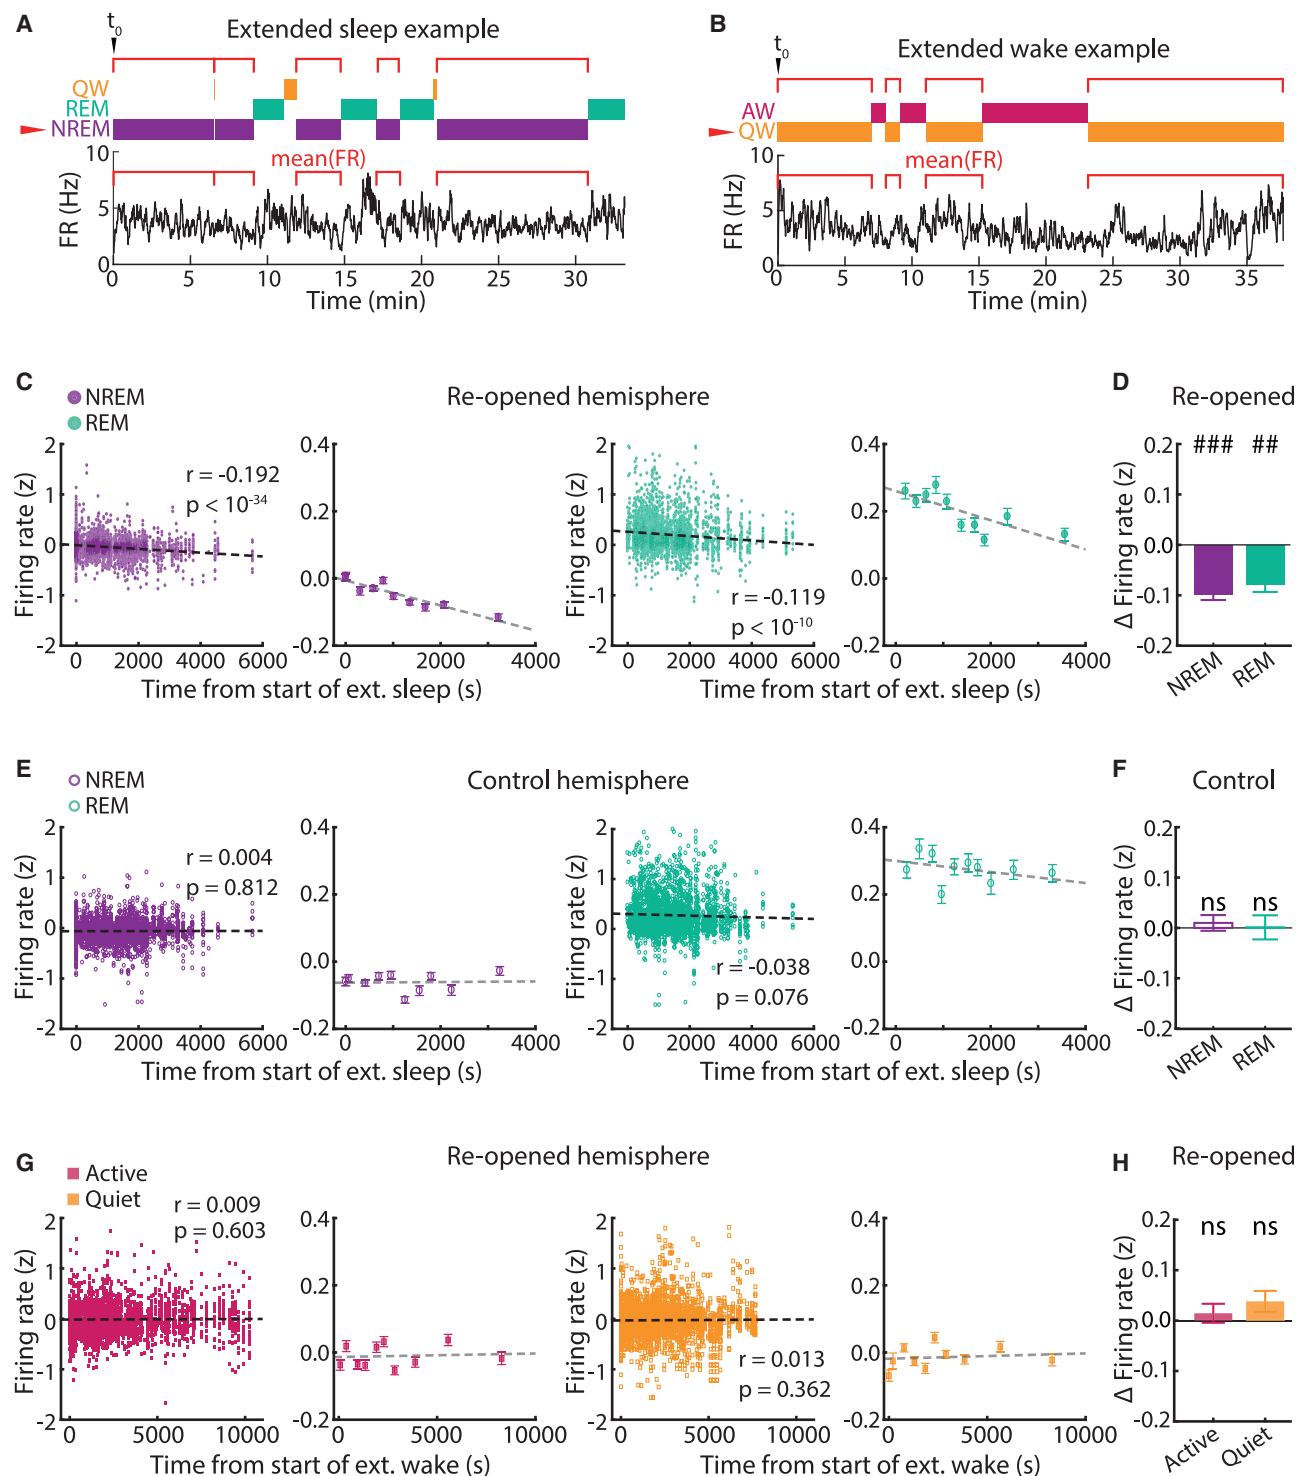 A
t0
Extended sleep example
QW
REM
NREM
mean(FR)
FR (Hz)
10
5
0
0 5 10 15 20 25 30
Time (min)
B
t0
Extended wake example
AW
QW
mean(FR)
FR (Hz)
10
5
0
0 5 10 15 20 25 30 35
Time (min)
C
NREM
REM
Re-opened hemisphere
Firing rate (z)
2
1
0
-1
-2
r = -0.192
p < 10-34
0 2000 4000 6000
0.4
0.2
0.0
-0.2
0 2000 4000
Time from start of ext. sleep (s)
Firing rate (z)
2
1
0
-1
-2
r = -0.119
p < 10-10
0 2000 4000 6000
0.4
0.2
0.0
-0.2
0 2000 4000
Time from start of ext. sleep (s)
D
Re-opened
Δ Firing rate (z)
0.2
0.1
0.0
-0.1
-0.2
### ##
NREM REM
E
NREM
REM
Control hemisphere
Firing rate (z)
2
1
0
-1
-2
r = 0.004
p = 0.812
0 2000 4000 6000
0.4
0.2
0.0
-0.2
0 2000 4000
Time from start of ext. sleep (s)
Firing rate (z)
2
1
0
-1
-2
r = -0.038
p = 0.076
0 2000 4000 6000
0.4
0.2
0.0
-0.2
0 2000 4000
Time from start of ext. sleep (s)
F
Control
Δ Firing rate (z)
0.2
0.1
0.0
-0.1
-0.2
ns ns
NREM REM
G
Active
Quiet
Re-opened hemisphere
Firing rate (z)
2
1
0
-1
-2
r = 0.009
p = 0.603
0 5000 10000
0.4
0.2
0.0
-0.2
0 5000 10000
Time from start of ext. wake (s)
Firing rate (z)
2
1
0
-1
-2
r = 0.013
p = 0.362
0 5000 10000
0.4
0.2
0.0
-0.2
0 5000 10000
Time from start of ext. wake (s)
H
Re-opened
Δ Firing rate (z)
0.2
0.1
0.0
-0.1
-0.2
ns ns
Active Quiet